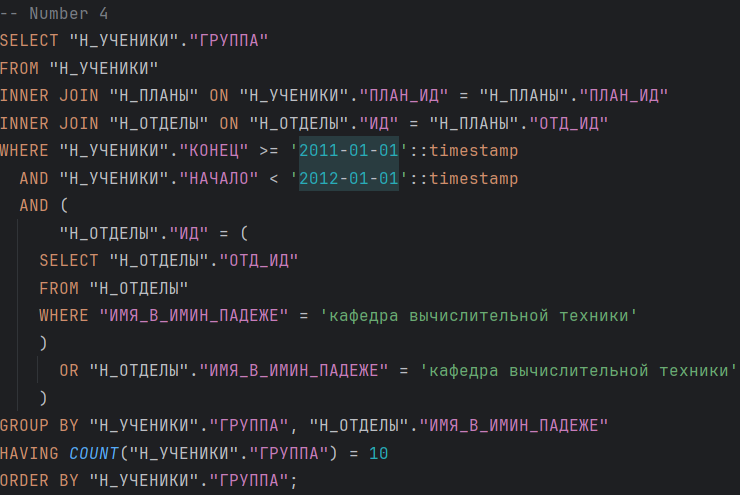 -- Number 4
SELECT "Н_УЧЕНИКИ"."ГРУППА"
FROM "Н_УЧЕНИКИ"
INNER JOIN "Н_ПЛАНЫ" ON "Н_УЧЕНИКИ"."ПЛАН_ИД" = "Н_ПЛАНЫ"."ПЛАН_ИД"
INNER JOIN "Н_ОТДЕЛЫ" ON "Н_ОТДЕЛЫ"."ИД" = "Н_ПЛАНЫ"."ОТД_ИД"
WHERE "Н_УЧЕНИКИ"."КОНЕЦ" >= '2011-01-01'::timestamp
  AND "Н_УЧЕНИКИ"."НАЧАЛО" < '2012-01-01'::timestamp
  AND (
      "Н_ОТДЕЛЫ"."ИД" = (
    SELECT "Н_ОТДЕЛЫ"."ОТД_ИД"
    FROM "Н_ОТДЕЛЫ"
    WHERE "ИМЯ_В_ИМИН_ПАДЕЖЕ" = 'кафедра вычислительной техники'
    )
      OR "Н_ОТДЕЛЫ"."ИМЯ_В_ИМИН_ПАДЕЖЕ" = 'кафедра вычислительной техники'
    )
GROUP BY "Н_УЧЕНИКИ"."ГРУППА", "Н_ОТДЕЛЫ"."ИМЯ_В_ИМИН_ПАДЕЖЕ"
HAVING COUNT("Н_УЧЕНИКИ"."ГРУППА") = 10
ORDER BY "Н_УЧЕНИКИ"."ГРУППА";